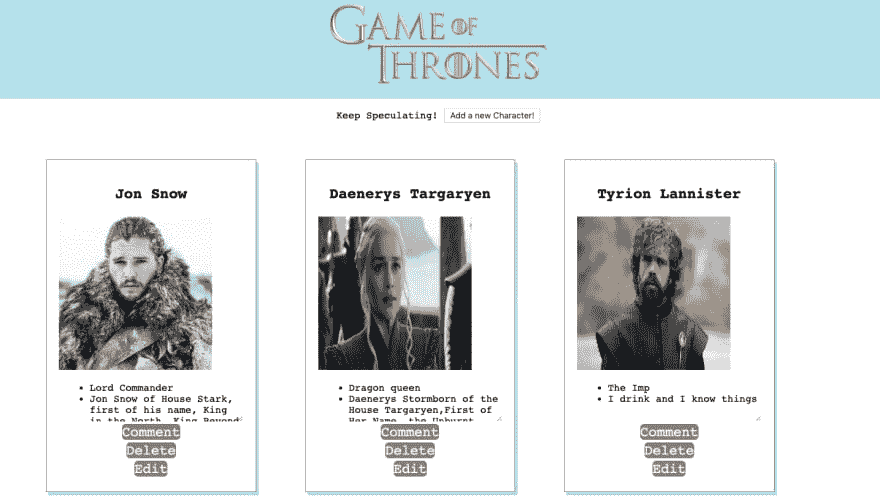 GAME OF
THRONES
Keep Speculating! Add a new Character!
Jon Snow
Daenerys Targaryen
Tyrion Lannister
• Lord Commander
• Jon Snow of House Stark,
first of his name, King
in the North, King Beyond
• Dragon queen
• Daenerys Stormborn of the
House Targaryen,First of
Her Name, the Unburnt
• The Imp
• I drink and I know things
Comment
Delete
Edit
Comment
Delete
Edit
Comment
Delete
Edit